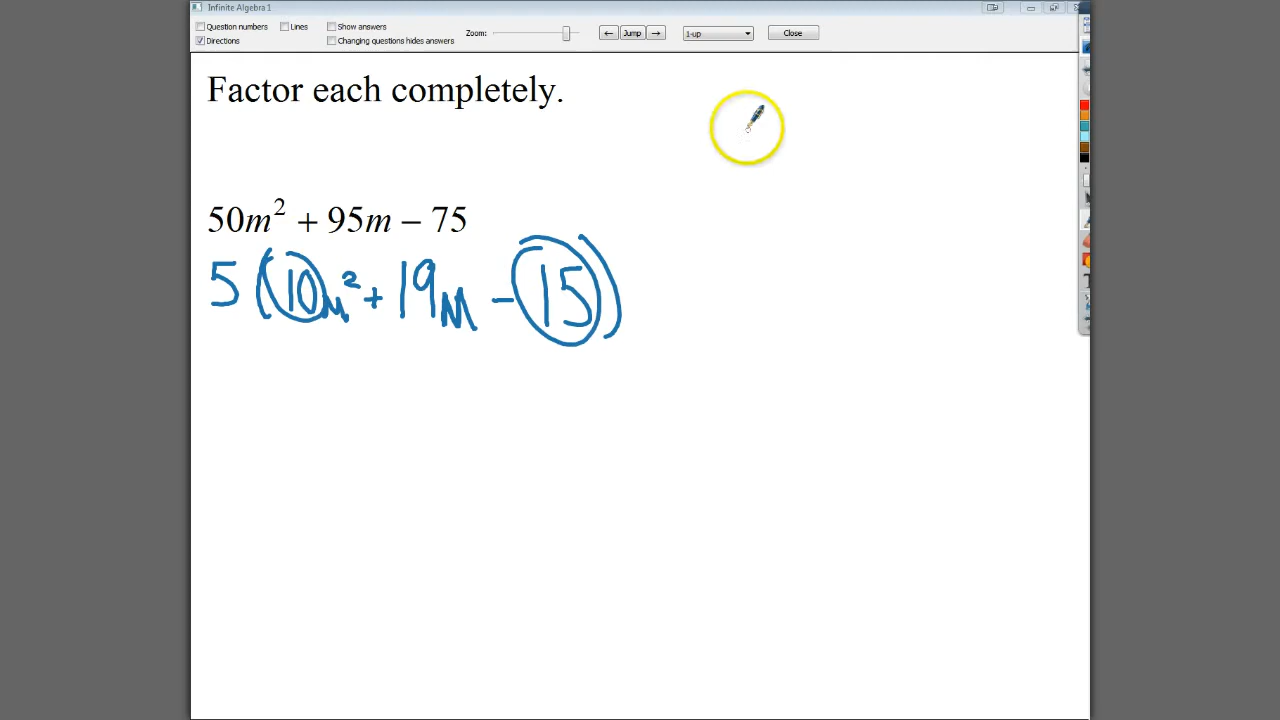 Infinite Algebra 1
Question numbers Lines Show answers
Directions Changing questions hides answers
Zoom: Jump 1-up Close
Factor each completely.
50m² + 95m − 75
5 (10m² + 19m − 15)